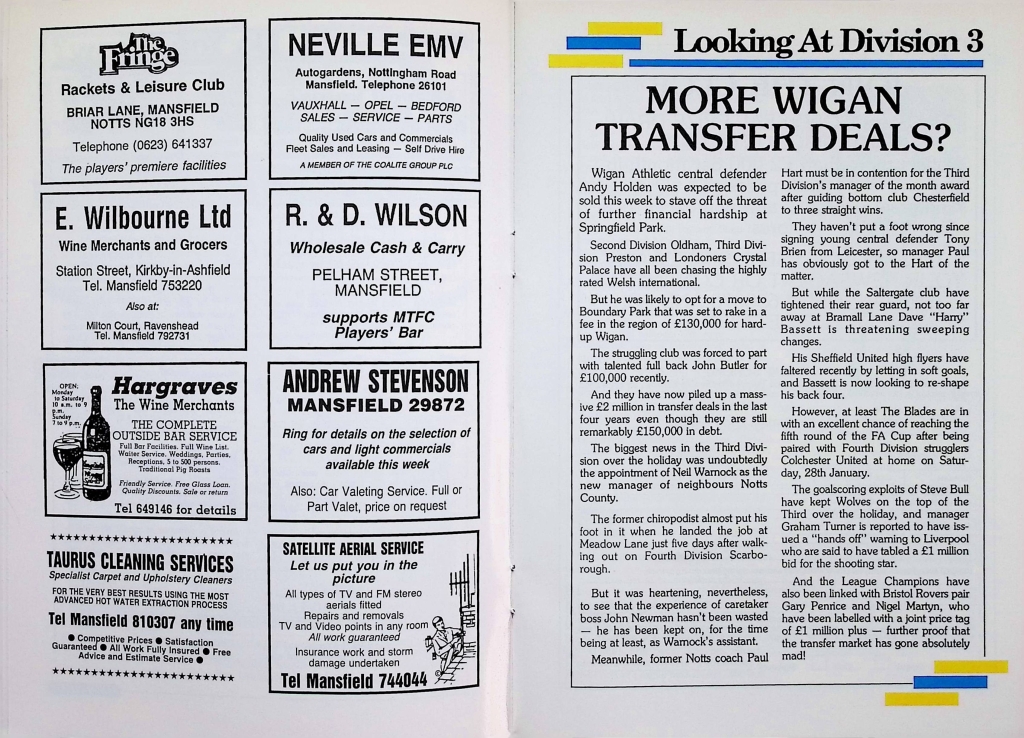 The
Fringe
Rackets & Leisure Club
BRIAR LANE, MANSFIELD
NOTTS NG18 3HS
Telephone (0623) 641337
The players' premiere facilities
NEVILLE EMV
Autogardens, Nottingham Road
Mansfield. Telephone 26101
VAUXHALL — OPEL — BEDFORD
SALES — SERVICE — PARTS
Quality Used Cars and Commercials
Fleet Sales and Leasing — Self Drive Hire
A MEMBER OF THE COALITE GROUP PLC
E. Wilbourne Ltd
Wine Merchants and Grocers
Station Street, Kirkby-in-Ashfield
Tel. Mansfield 753220
Also at:
Milton Court, Ravenshead
Tel. Mansfield 792731
R. & D. WILSON
Wholesale Cash & Carry
PELHAM STREET,
MANSFIELD
supports MTFC
Players' Bar
OPEN:
Monday
to Saturday
10 a.m. to 9
p.m.
Sunday
7 to 9 p.m.
Hargraves
The Wine Merchants
THE COMPLETE
OUTSIDE BAR SERVICE
Full Bar Facilities. Full Wine List.
Waiter Service. Weddings, Parties,
Receptions, 5 to 500 persons.
Traditional Pig Roasts
Friendly Service. Free Glass Loan.
Quality Discounts. Sale or return
Tel 649146 for details
ANDREW STEVENSON
MANSFIELD 29872
Ring for details on the selection of
cars and light commercials
available this week
Also: Car Valeting Service. Full or
Part Valet, price on request
TAURUS CLEANING SERVICES
Specialist Carpet and Upholstery Cleaners
FOR THE VERY BEST RESULTS USING THE MOST
ADVANCED HOT WATER EXTRACTION PROCESS
Tel Mansfield 810307 any time
● Competitive Prices ● Satisfaction
Guaranteed ● All Work Fully Insured ● Free
Advice and Estimate Service ●
SATELLITE AERIAL SERVICE
Let us put you in the
picture
All types of TV and FM stereo
aerials fitted
Repairs and removals
TV and Video points in any room
All work guaranteed
Insurance work and storm
damage undertaken
Tel Mansfield 744044
Looking At Division 3
MORE WIGAN
TRANSFER DEALS?
Wigan Athletic central defender
Andy Holden was expected to be
sold this week to stave off the threat
of further financial hardship at
Springfield Park.
Second Division Oldham, Third Divi-
sion Preston and Londoners Crystal
Palace have all been chasing the highly
rated Welsh international.
But he was likely to opt for a move to
Boundary Park that was set to rake in a
fee in the region of £130,000 for hard-
up Wigan.
The struggling club was forced to part
with talented full back John Butler for
£100,000 recently.
And they have now piled up a mass-
ive £2 million in transfer deals in the last
four years even though they are still
remarkably £150,000 in debt.
The biggest news in the Third Divi-
sion over the holiday was undoubtedly
the appointment of Neil Warnock as the
new manager of neighbours Notts
County.
The former chiropodist almost put his
foot in it when he landed the job at
Meadow Lane just five days after walk-
ing out on Fourth Division Scarbo-
rough.
But it was heartening, nevertheless,
to see that the experience of caretaker
boss John Newman hasn't been wasted
— he has been kept on, for the time
being at least, as Warnock's assistant.
Meanwhile, former Notts coach Paul
Hart must be in contention for the Third
Division's manager of the month award
after guiding bottom club Chesterfield
to three straight wins.
They haven't put a foot wrong since
signing young central defender Tony
Brien from Leicester, so manager Paul
has obviously got to the Hart of the
matter.
But while the Saltergate club have
tightened their rear guard, not too far
away at Bramall Lane Dave "Harry"
Bassett is threatening sweeping
changes.
His Sheffield United high flyers have
faltered recently by letting in soft goals,
and Bassett is now looking to re-shape
his back four.
However, at least The Blades are in
with an excellent chance of reaching the
fifth round of the FA Cup after being
paired with Fourth Division strugglers
Colchester United at home on Satur-
day, 28th January.
The goalscoring exploits of Steve Bull
have kept Wolves on the top of the
Third over the holiday, and manager
Graham Turner is reported to have iss-
ued a "hands off" warning to Liverpool
who are said to have tabled a £1 million
bid for the shooting star.
And the League Champions have
also been linked with Bristol Rovers pair
Gary Penrice and Nigel Martyn, who
have been labelled with a joint price tag
of £1 million plus — further proof that
the transfer market has gone absolutely
mad!